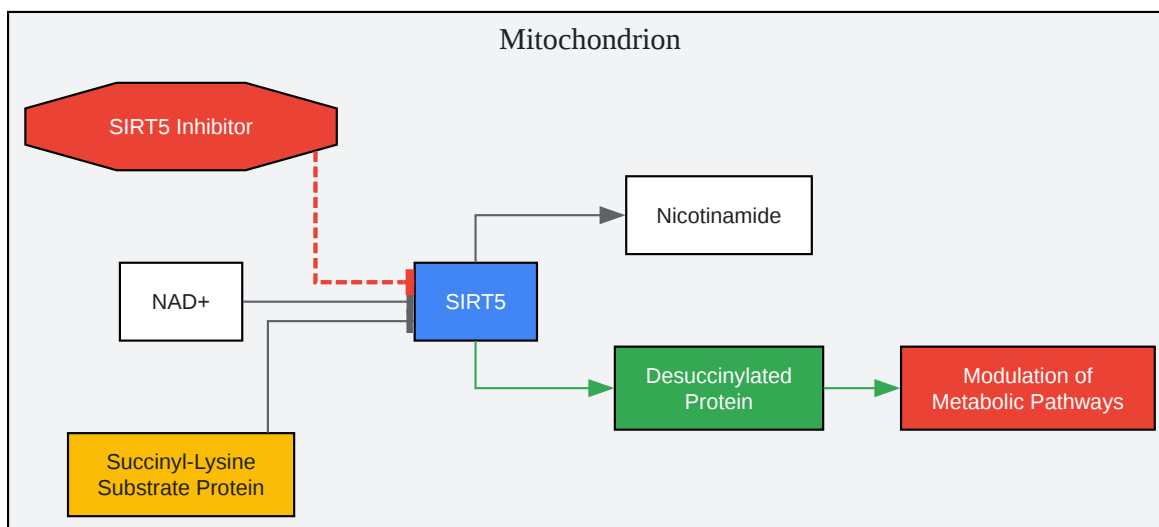 Mitochondrion
SIRT5 Inhibitor
Nicotinamide
NAD+
SIRT5
Desuccinylated
Protein
Modulation of
Metabolic Pathways
Succinyl-Lysine
Substrate Protein